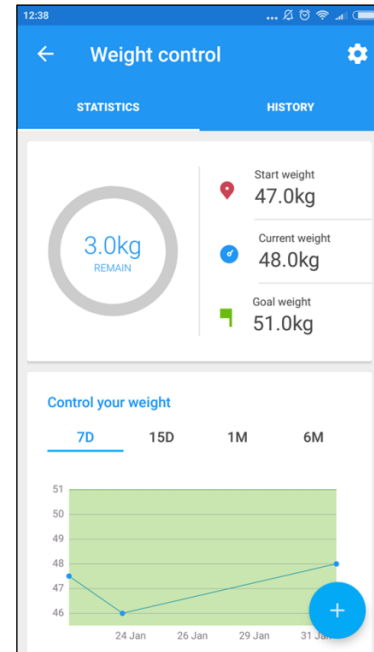 12:38
...
Weight control
STATISTICS
HISTORY
3.0kg
REMAIN
Start weight
47.0kg
Current weight
48.0kg
Goal weight
51.0kg
Control your weight
7D 15D 1M 6M
51
50
49
48
47
46
24 Jan 26 Jan 29 Jan 31 Jan
+